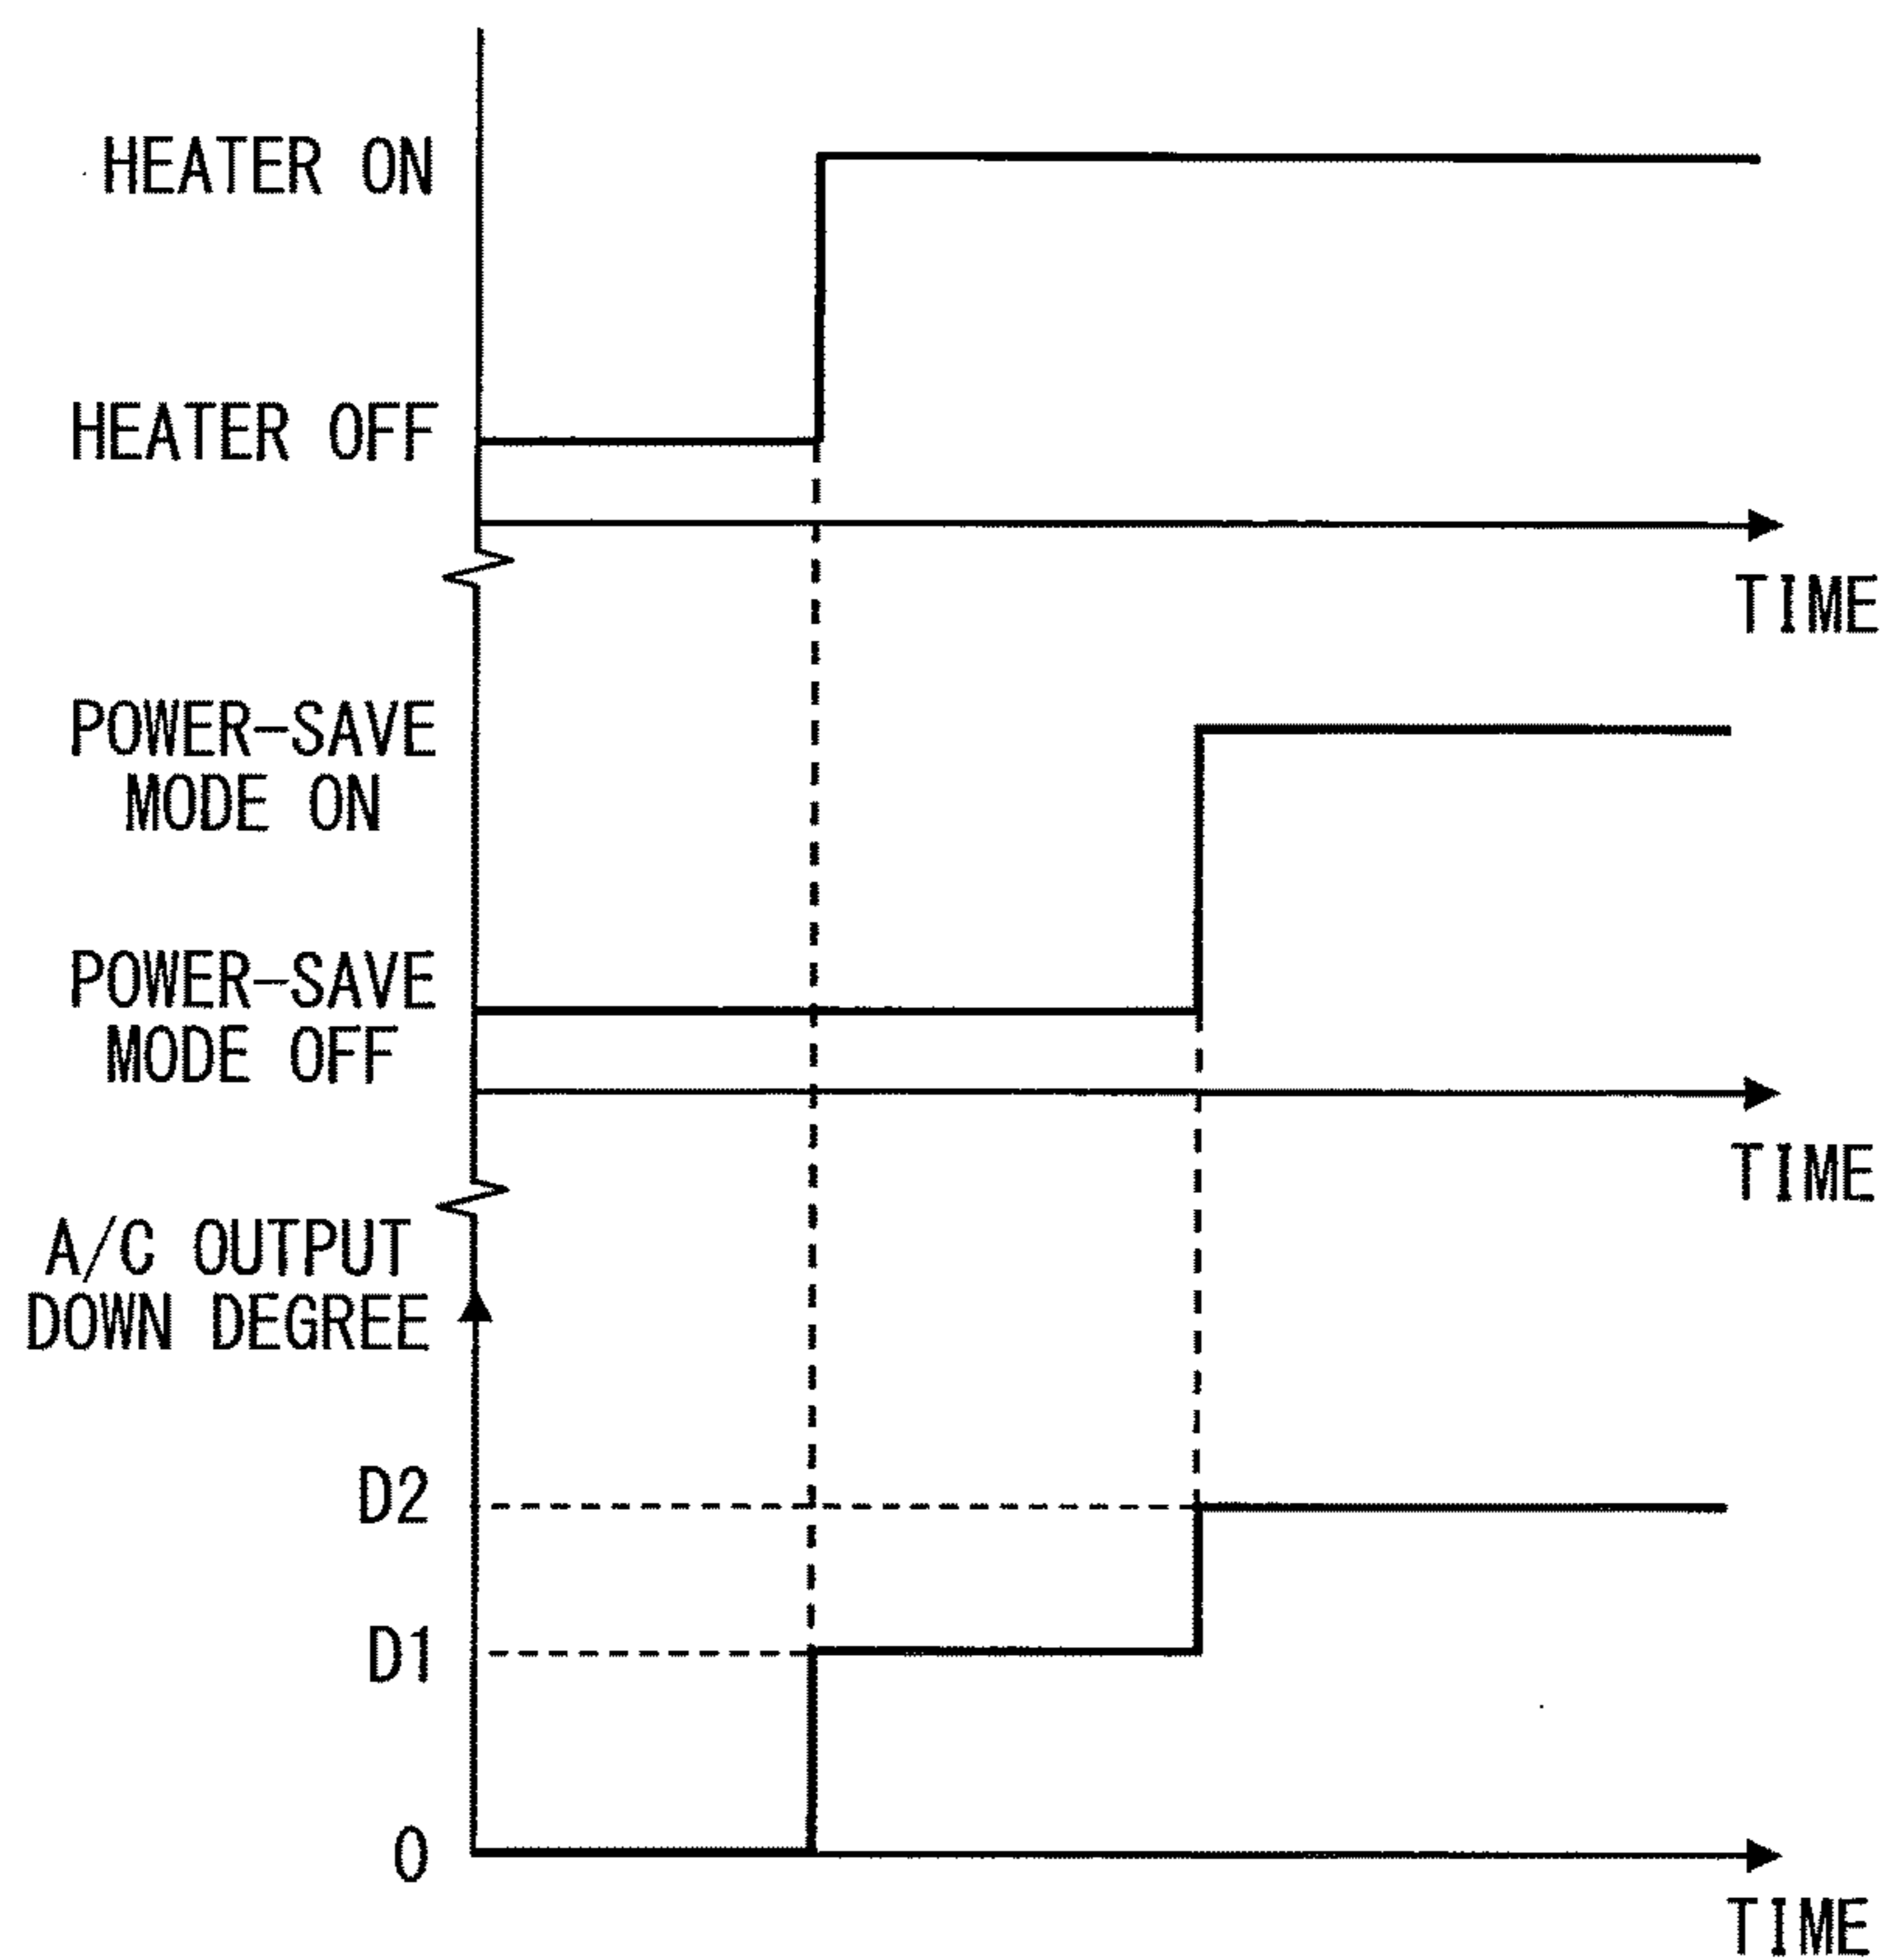 HEATER ON
HEATER OFF
TIME
POWER-SAVE
MODE ON
POWER-SAVE
MODE OFF
TIME
A/C OUTPUT
DOWN DEGREE
D2
D1
0
TIME